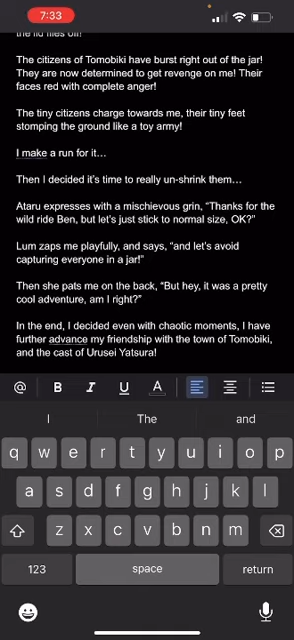 7:33
the lid flies off!
The citizens of Tomobiki have burst right out of the jar!
They are now determined to get revenge on me! Their
faces red with complete anger!
The tiny citizens charge towards me, their tiny feet
stomping the ground like a toy army!
I make a run for it…
Then I decided it's time to really un-shrink them…
Ataru expresses with a mischievous grin, "Thanks for the
wild ride Ben, but let's just stick to normal size, OK?"
Lum zaps me playfully, and says, "and let's avoid
capturing everyone in a jar!"
Then she pats me on the back, "But hey, it was a pretty
cool adventure, am I right?"
In the end, I decided even with chaotic moments, I have
further advance my friendship with the town of Tomobiki,
and the cast of Urusei Yatsura!
@ B I U A
I The and
q w e r t y u i o p
a s d f g h j k l
z x c v b n m
123 space return